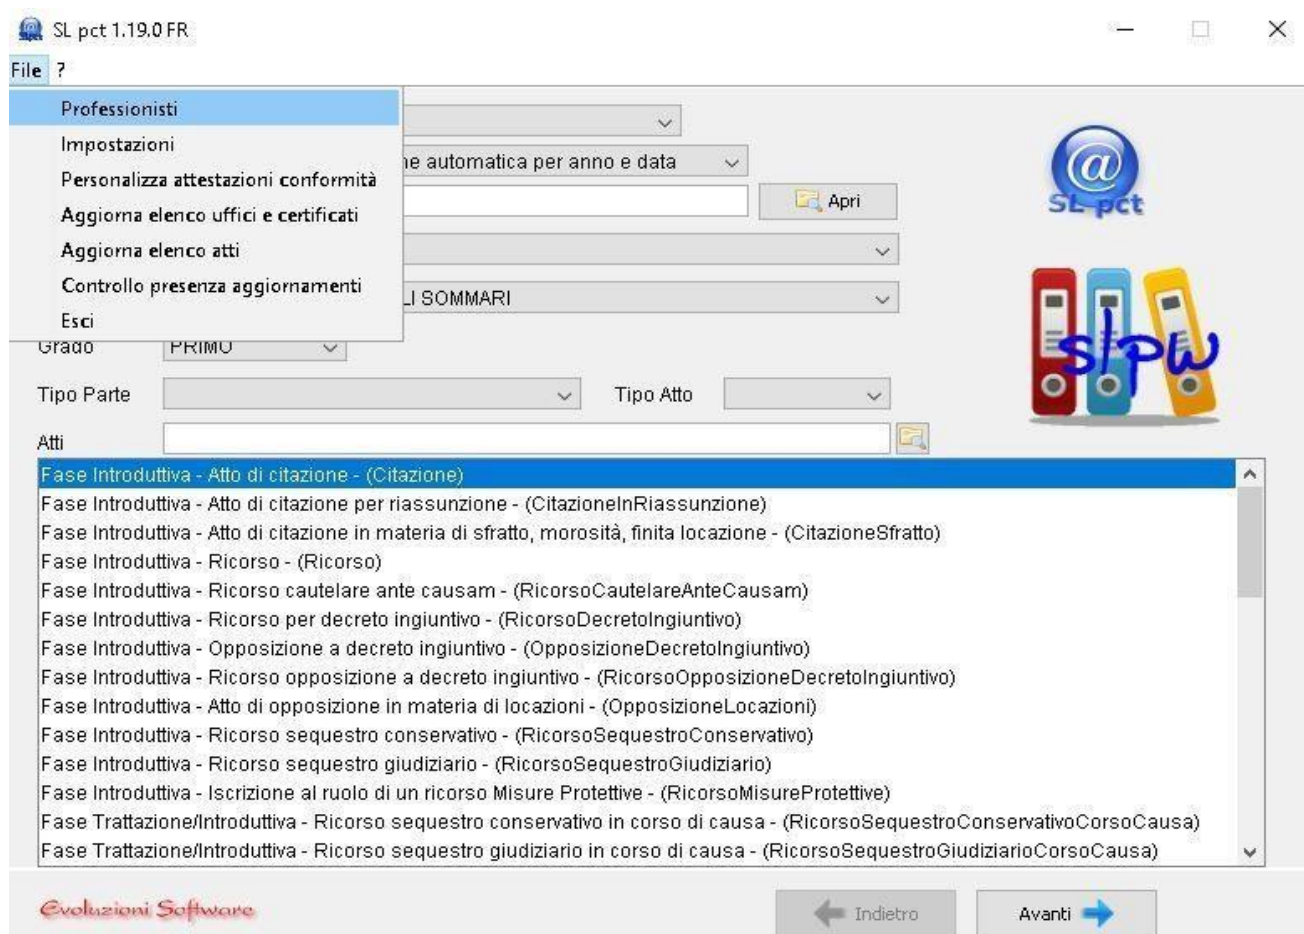 SL pct 1.19.0 FR
File ?
Professionisti
Impostazioni
ne automatica per anno e data
Personalizza attestazioni conformità
Apri
Aggiorna elenco uffici e certificati
Aggiorna elenco atti
Controllo presenza aggiornamenti
LI SOMMARI
Esci
@
SL pct
slpw
Grado PRIMO
Tipo Parte Tipo Atto
Atti
Fase Introduttiva - Atto di citazione - (Citazione)
Fase Introduttiva - Atto di citazione per riassunzione - (CitazioneInRiassunzione)
Fase Introduttiva - Atto di citazione in materia di sfratto, morosità, finita locazione - (CitazioneSfratto)
Fase Introduttiva - Ricorso - (Ricorso)
Fase Introduttiva - Ricorso cautelare ante causam - (RicorsoCautelareAnteCausam)
Fase Introduttiva - Ricorso per decreto ingiuntivo - (RicorsoDecretoIngiuntivo)
Fase Introduttiva - Opposizione a decreto ingiuntivo - (OpposizioneDecretoIngiuntivo)
Fase Introduttiva - Ricorso opposizione a decreto ingiuntivo - (RicorsoOpposizioneDecretoIngiuntivo)
Fase Introduttiva - Atto di opposizione in materia di locazioni - (OpposizioneLocazioni)
Fase Introduttiva - Ricorso sequestro conservativo - (RicorsoSequestroConservativo)
Fase Introduttiva - Ricorso sequestro giudiziario - (RicorsoSequestroGiudiziario)
Fase Introduttiva - Iscrizione al ruolo di un ricorso Misure Protettive - (RicorsoMisureProtettive)
Fase Trattazione/Introduttiva - Ricorso sequestro conservativo in corso di causa - (RicorsoSequestroConservativoCorsoCausa)
Fase Trattazione/Introduttiva - Ricorso sequestro giudiziario in corso di causa - (RicorsoSequestroGiudiziarioCorsoCausa)
Evoluzioni Software
Indietro
Avanti